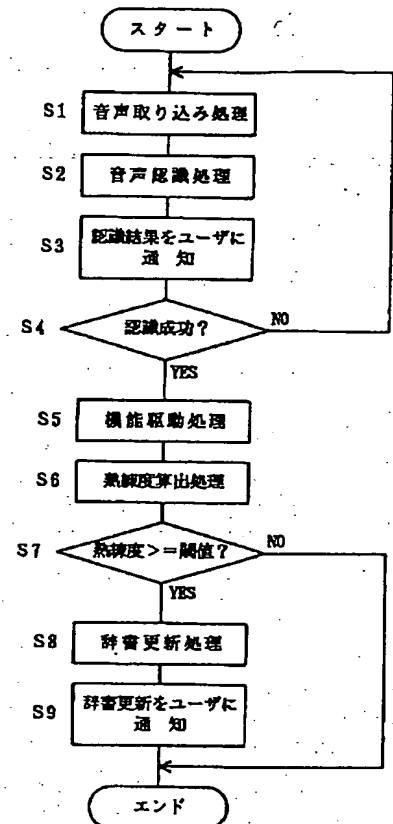 スタート
S1 音声取り込み処理
S2 音声認識処理
S3 認識結果をユーザに
通 知
S4 認識成功? NO
YES
S5 機能駆動処理
S6 熟練度算出処理
S7 熟練度>=閾値? NO
YES
S8 辞書更新処理
S9 辞書更新をユーザに
通 知
エンド